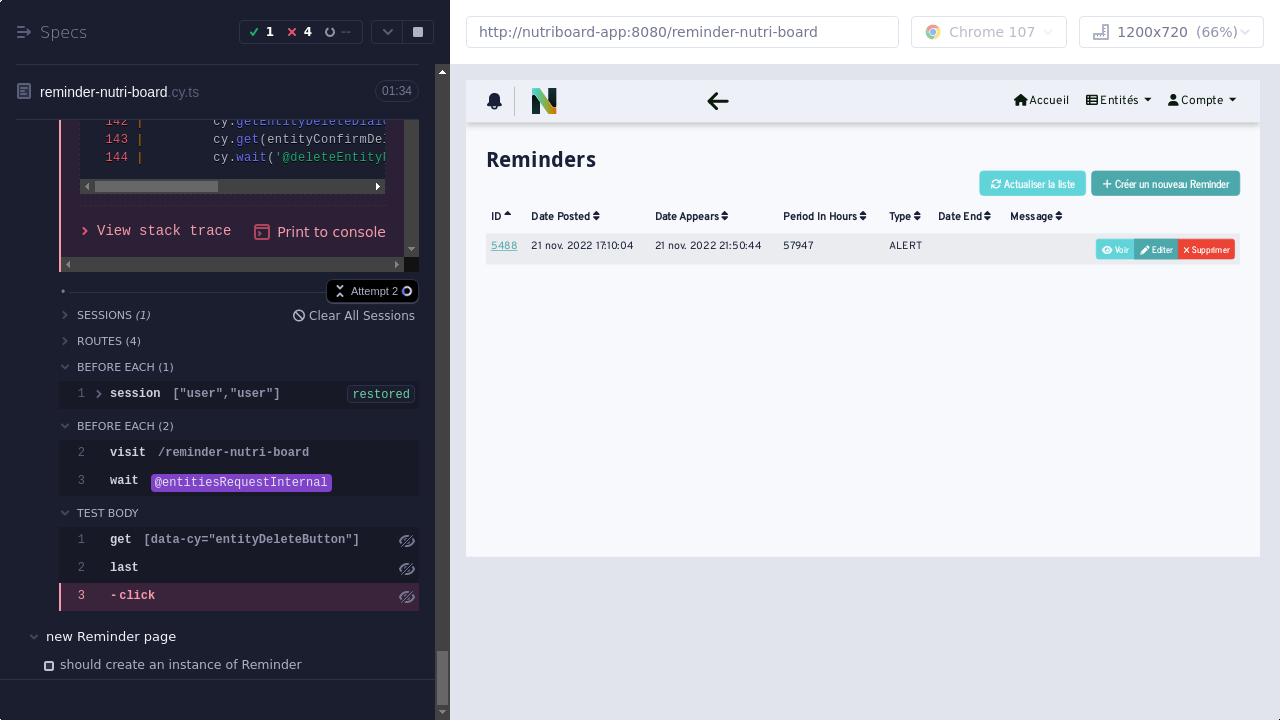 Specs
1 4 --
reminder-nutri-board.cy.ts 01:34
142 | cy.getEntityDeleteDialo
143 | cy.get(entityConfirmDel
144 | cy.wait('@deleteEntityR
View stack trace Print to console
Attempt 2
SESSIONS (1) Clear All Sessions
ROUTES (4)
BEFORE EACH (1)
1 session ["user","user"] restored
BEFORE EACH (2)
2 visit /reminder-nutri-board
3 wait @entitiesRequestInternal
TEST BODY
1 get [data-cy="entityDeleteButton"]
2 last
3 -click
new Reminder page
should create an instance of Reminder
http://nutriboard-app:8080/reminder-nutri-board Chrome 107 1200x720 (66%)
N Accueil Entités Compte
Reminders
Actualiser la liste Créer un nouveau Reminder
ID Date Posted Date Appears Period In Hours Type Date End Message
5488 21 nov. 2022 17:10:04 21 nov. 2022 21:50:44 57947 ALERT Voir Editer Supprimer